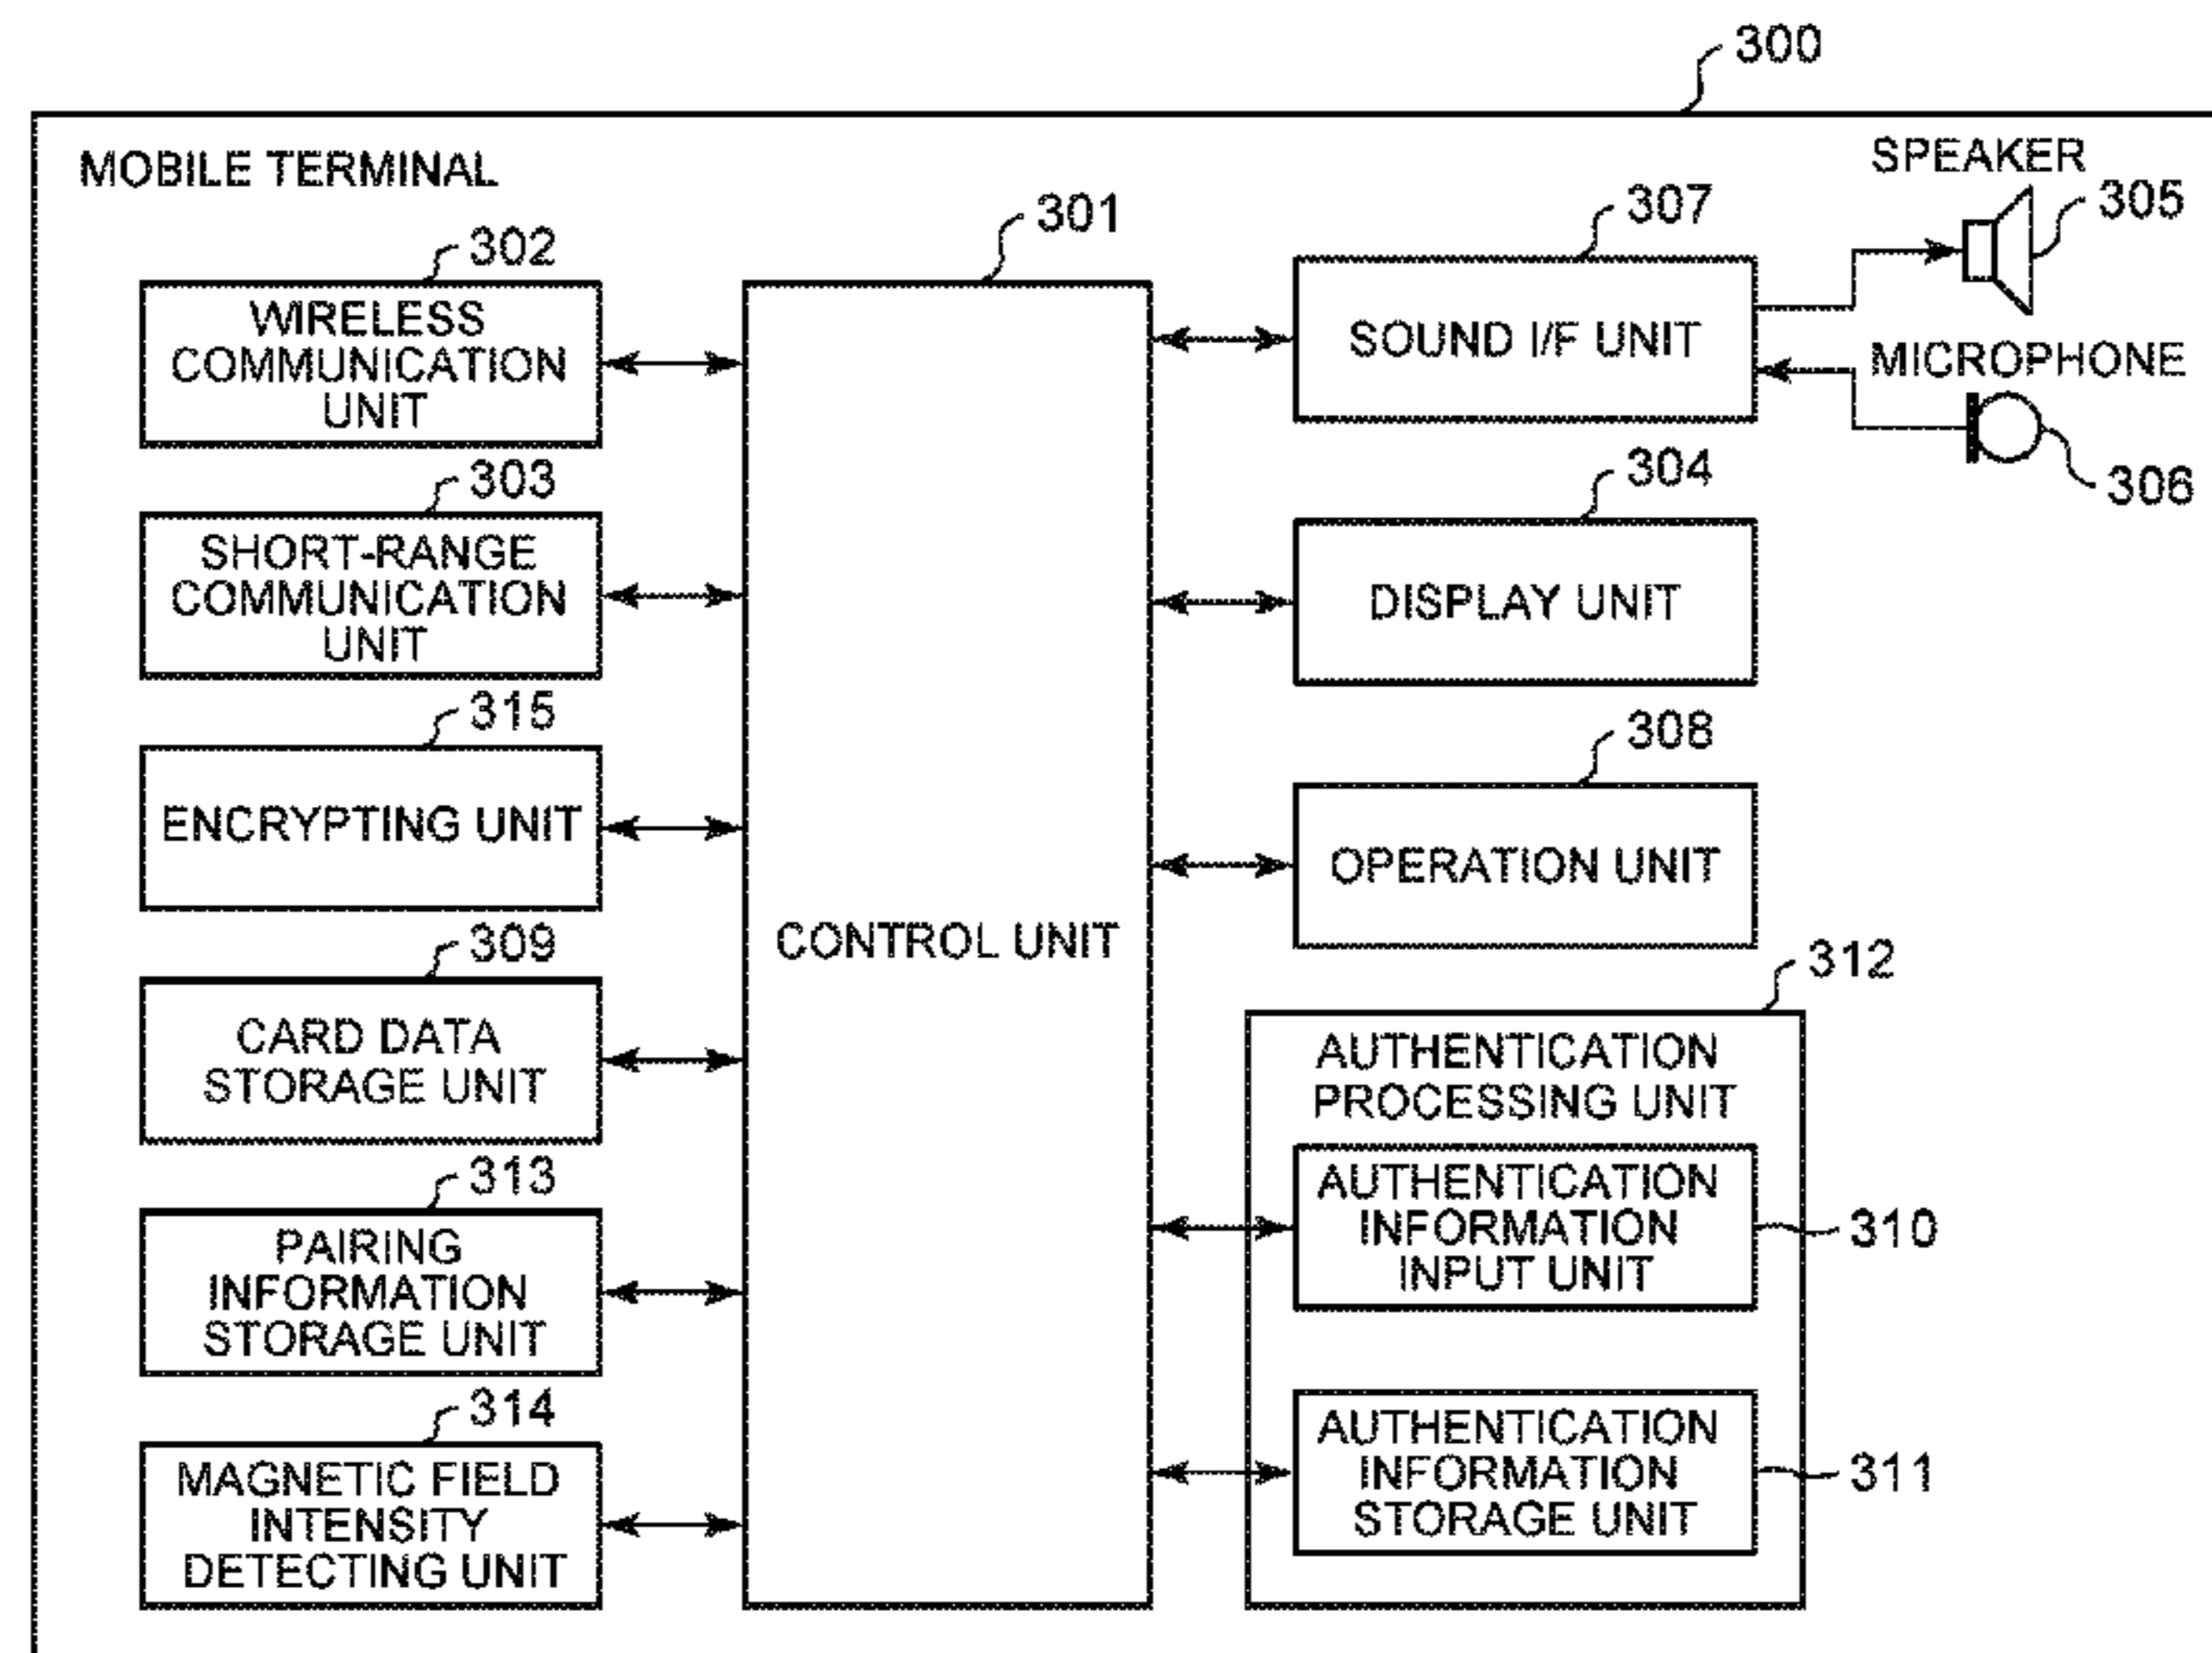 300
MOBILE TERMINAL
SPEAKER
305
301
307
302
WIRELESS
COMMUNICATION
UNIT
SOUND I/F UNIT
MICROPHONE
306
303
SHORT-RANGE
COMMUNICATION
UNIT
304
DISPLAY UNIT
315
ENCRYPTING UNIT
308
OPERATION UNIT
CONTROL UNIT
309
CARD DATA
STORAGE UNIT
312
AUTHENTICATION
PROCESSING UNIT
313
PAIRING
INFORMATION
STORAGE UNIT
AUTHENTICATION
INFORMATION
INPUT UNIT
310
314
MAGNETIC FIELD
INTENSITY
DETECTING UNIT
AUTHENTICATION
INFORMATION
STORAGE UNIT
311